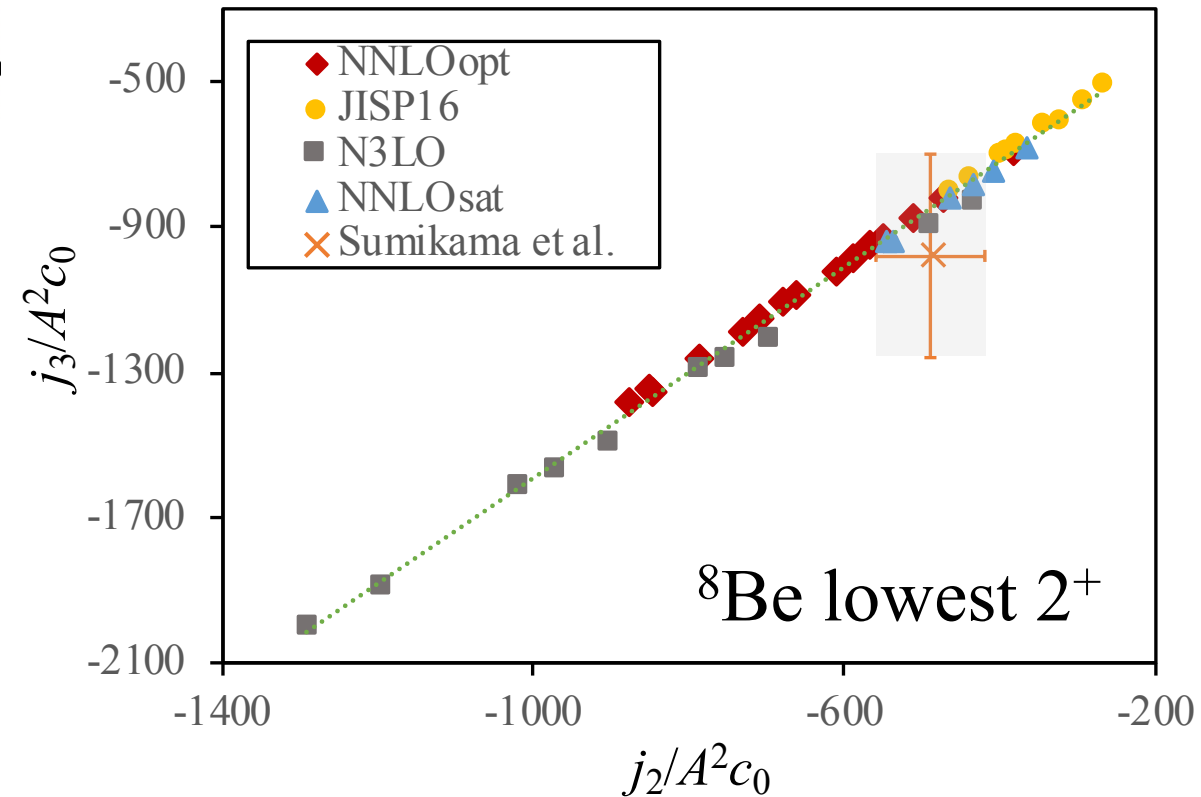 NNLOopt
JISP16
N3LO
NNLOsat
Sumikama et al.
-500
-900
-1300
-1700
-2100
j₃/A²c₀
⁸Be lowest 2⁺
-1400 -1000 -600 -200
j₂/A²c₀